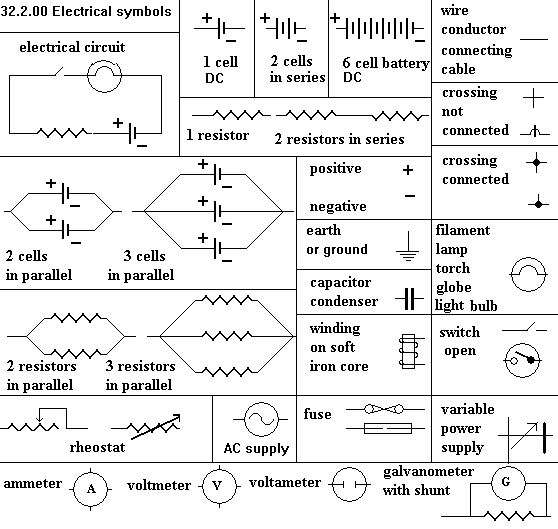 32.2.00 Electrical symbols
electrical circuit
+
−
+
−
1 cell
DC
+
−
2 cells
in series
+
−
6 cell battery
DC
wire
conductor
connecting
cable
1 resistor
2 resistors in series
crossing
not
connected
crossing
connected
+
−
+
−
2 cells
in parallel
+
−
+
−
+
−
3 cells
in parallel
positive +
negative −
earth
or ground
filament
lamp
torch
globe
light bulb
capacitor
condenser
2 resistors
in parallel
3 resistors
in parallel
winding
on soft
iron core
switch
open
rheostat
AC supply
fuse
variable
power
supply
ammeter A
voltmeter V
voltameter
galvanometer
with shunt
G